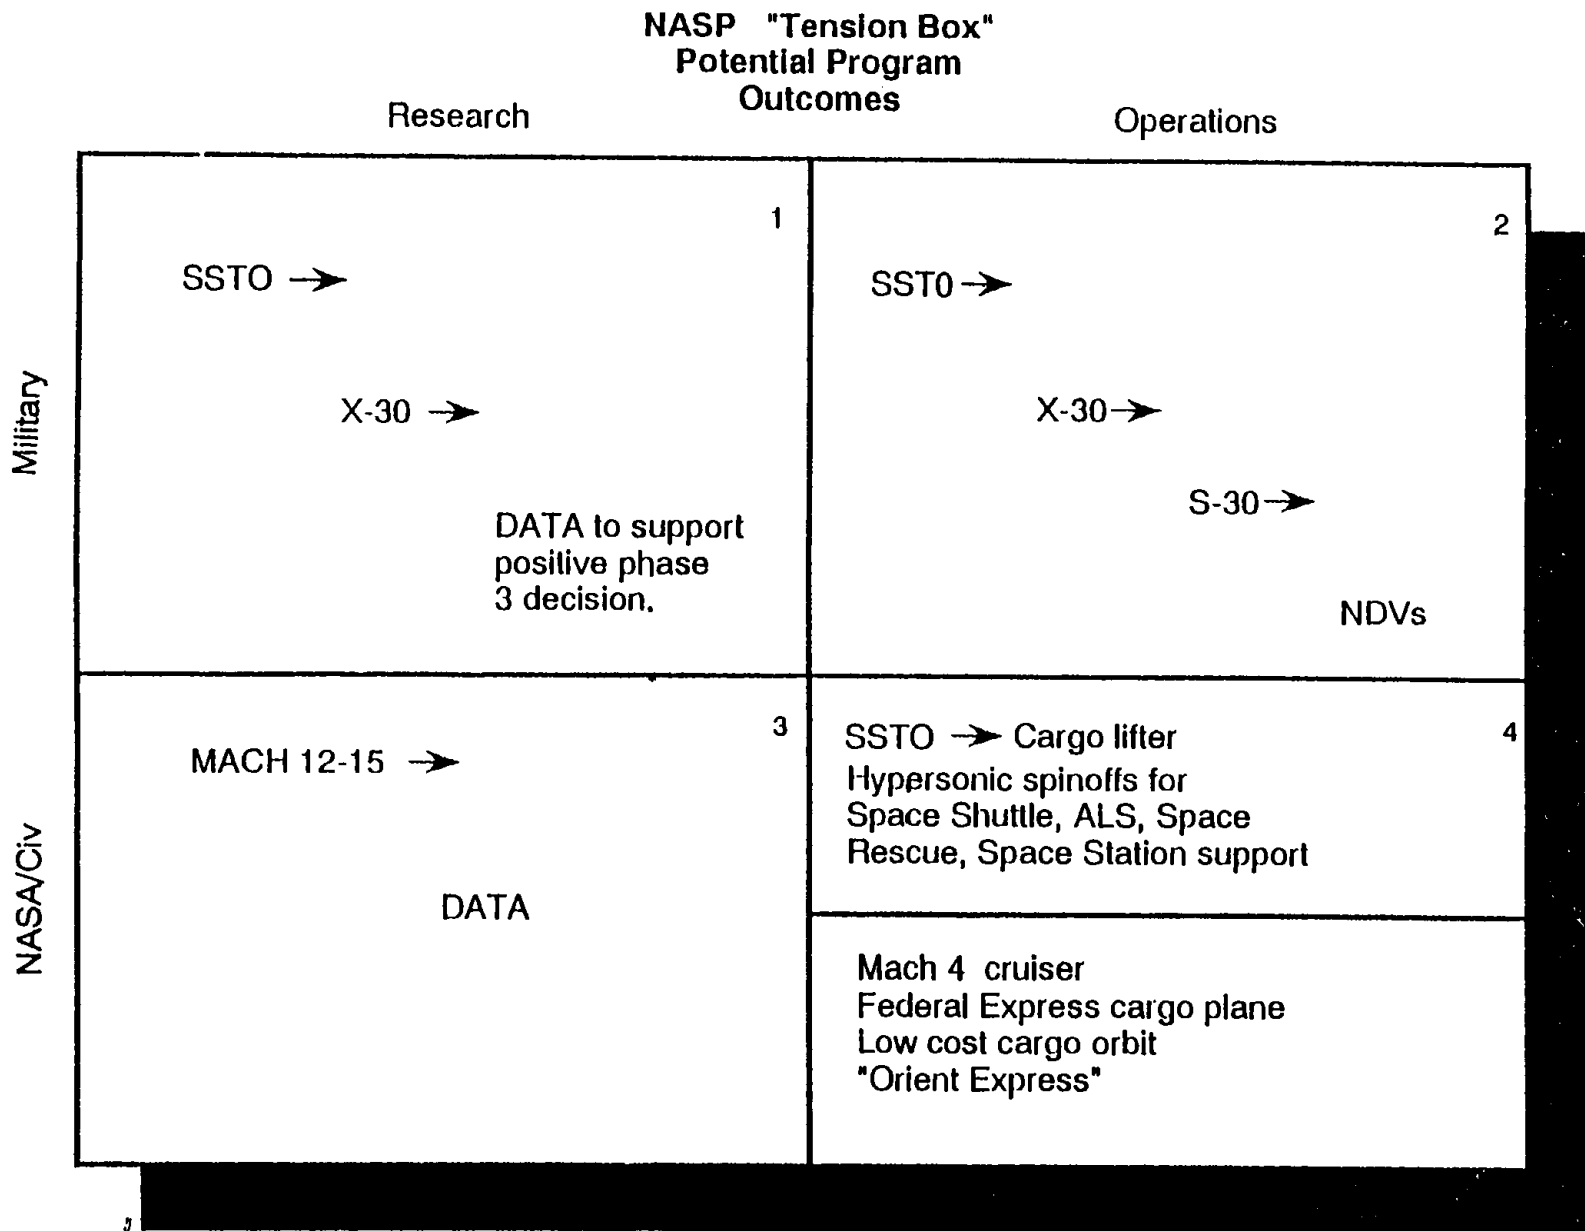 NASP "Tension Box"
Potential Program
Outcomes
Research
Operations
Military
1
SSTO
X-30
DATA to support
positive phase
3 decision.
2
SST0
X-30
S-30
NDVs
NASA/Civ
3
MACH 12-15
DATA
4
SSTO → Cargo lifter
Hypersonic spinoffs for
Space Shuttle, ALS, Space
Rescue, Space Station support
Mach 4 cruiser
Federal Express cargo plane
Low cost cargo orbit
"Orient Express"